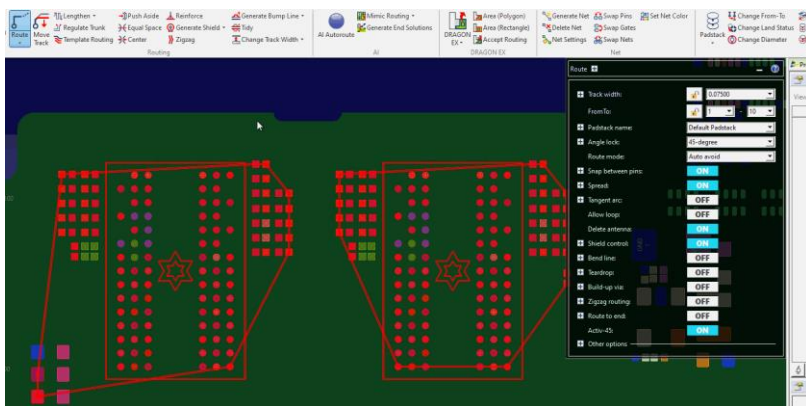 Lengthen
Push Aside
Reinforce
Generate Bump Line
Mimic Routing
Area (Polygon)
Generate Net
Swap Pins
Set Net Color
Change From-To
Regulate Trunk
Equal Space
Generate Shield
Tidy
Generate End Solutions
Area (Rectangle)
Delete Net
Swap Gates
Change Land Status
Route
Move Track
Template Routing
Center
Zigzag
Change Track Width
AI Autoroute
DRAGON EX
Accept Routing
Net Settings
Swap Nets
Padstack
Change Diameter
Routing
AI
DRAGON EX
Net
Route
Track width: 0.07500
FromTo: 1 - 10
Padstack name: Default Padstack
Angle lock: 45-degree
Route mode: Auto avoid
Snap between pins: ON
Spread: ON
Tangent arc: OFF
Allow loop: OFF
Delete antenna: ON
Shield control: ON
Bend line: OFF
Teardrop: OFF
Build-up via: OFF
Zigzag routing: OFF
Route to end: OFF
Activ-45: ON
Other options